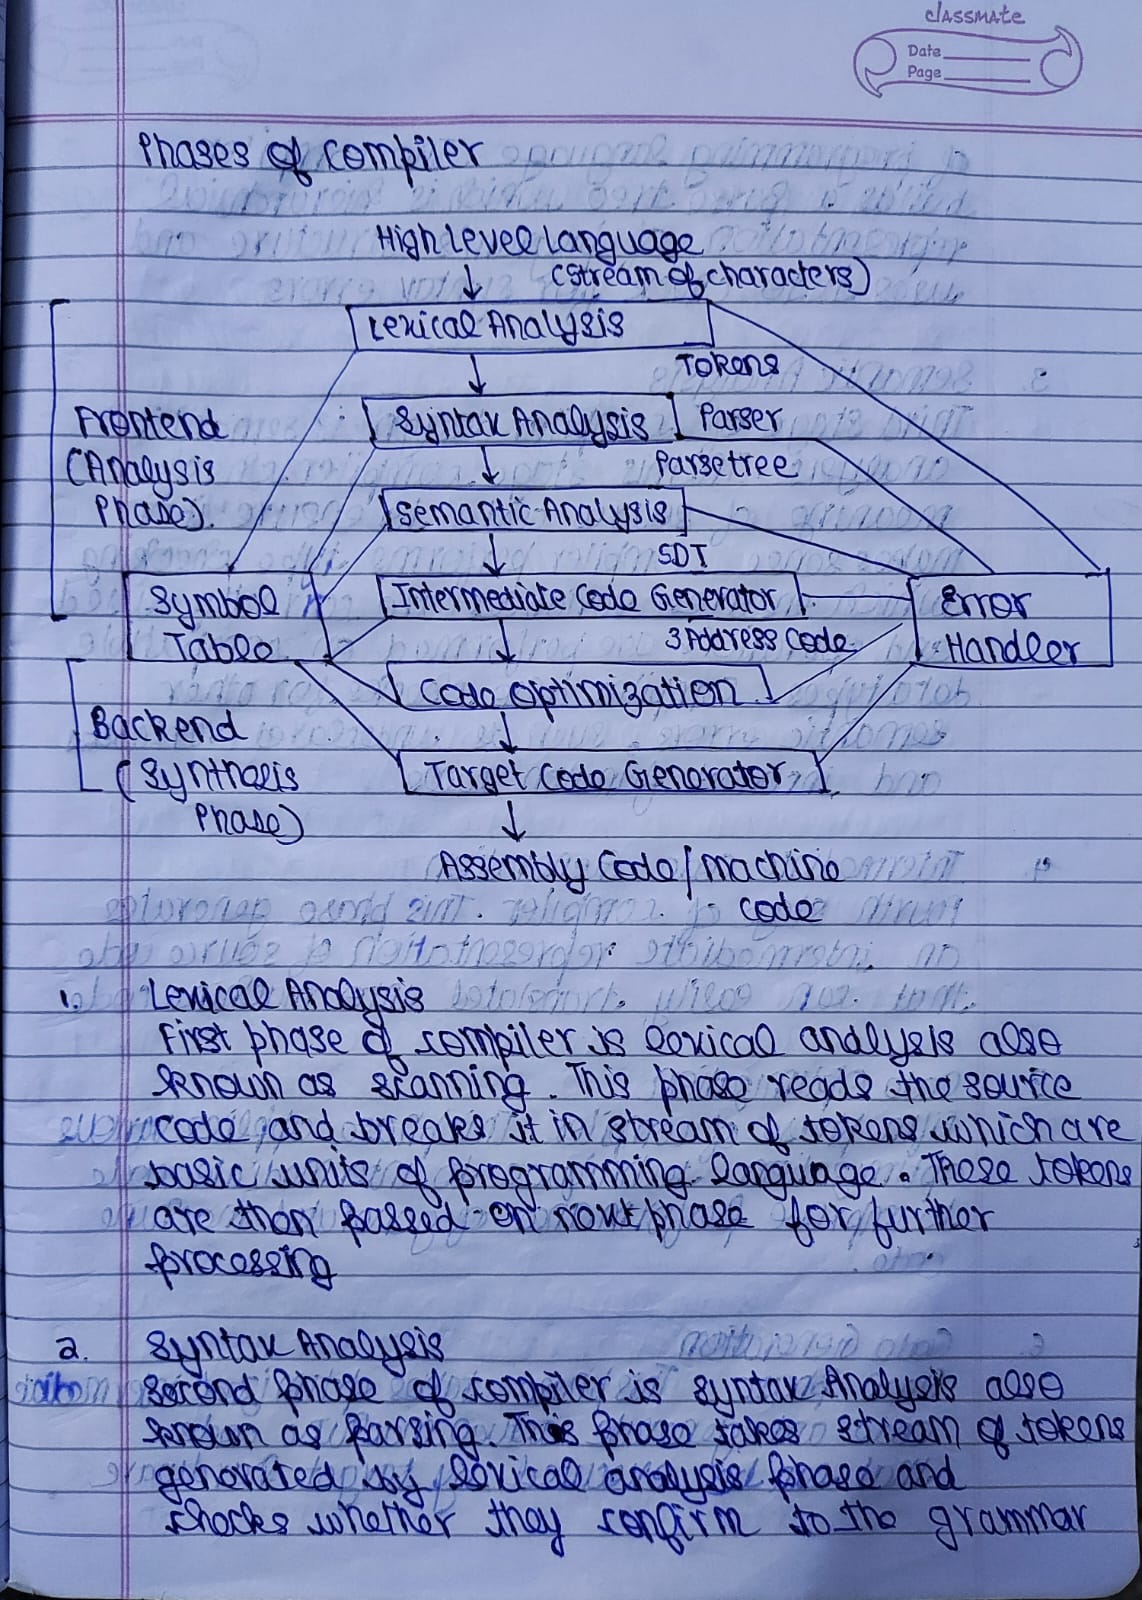 classmate
Date
Page
Phases of compiler
High level language
(Stream of characters)
Lexical Analysis
Tokens
Syntax Analysis Parser
Parsetree
Semantic Analysis
SDT
Frontend
(Analysis
Phase).
Symbol
Table
Intermediate Code Generator
3 Address Code
Error
Handler
Code Optimization
Backend
(Synthesis
Phase)
Target Code Generator
Assembly Code / machine
code
1. Lexical Analysis
First phase of compiler is lexical analysis also
known as scanning. This phase reads the source
code and breaks it in stream of tokens which are
basic units of programming language. These tokens
are then passed on next phase for further
processing
2. Syntax Analysis
Second phase of compiler is syntax Analysis also
known as parsing. This phase takes stream of tokens
generated by lexical analysis phase and
checks whether they confirm to the grammar